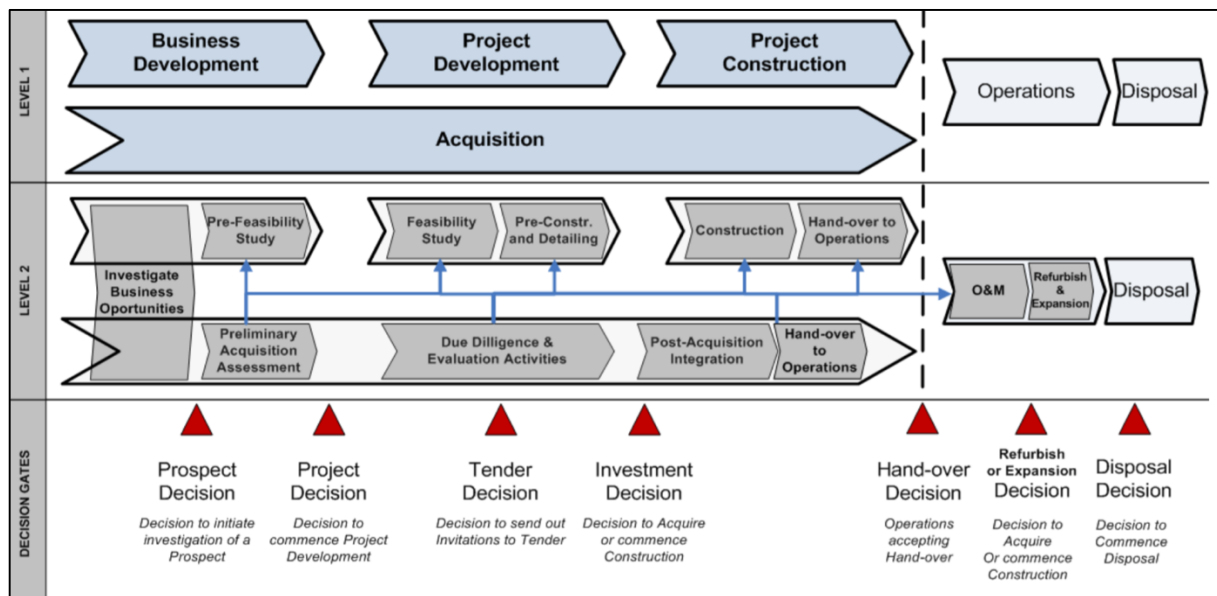 LEVEL 1
Business
Development
Project
Development
Project
Construction
Operations
Disposal
Acquisition
LEVEL 2
Pre-Feasibility
Study
Feasibility
Study
Pre-Constr.
and Detailing
Construction
Hand-over to
Operations
Investigate
Business
Oportunities
O&M
Refurbish
&
Expansion
Disposal
Preliminary
Acquisition
Assessment
Due Dilligence &
Evaluation Activities
Post-Acquisition
Integration
Hand-over
to
Operations
DECISION GATES
Prospect
Decision
Decision to initiate
investigation of a
Prospect
Project
Decision
Decision to
commence Project
Development
Tender
Decision
Decision to send out
Invitations to Tender
Investment
Decision
Decision to Acquire
or commence
Construction
Hand-over
Decision
Operations
accepting
Hand-over
Refurbish
or Expansion
Decision
Decision to
Acquire
Or commence
Construction
Disposal
Decision
Decision to
Commence
Disposal